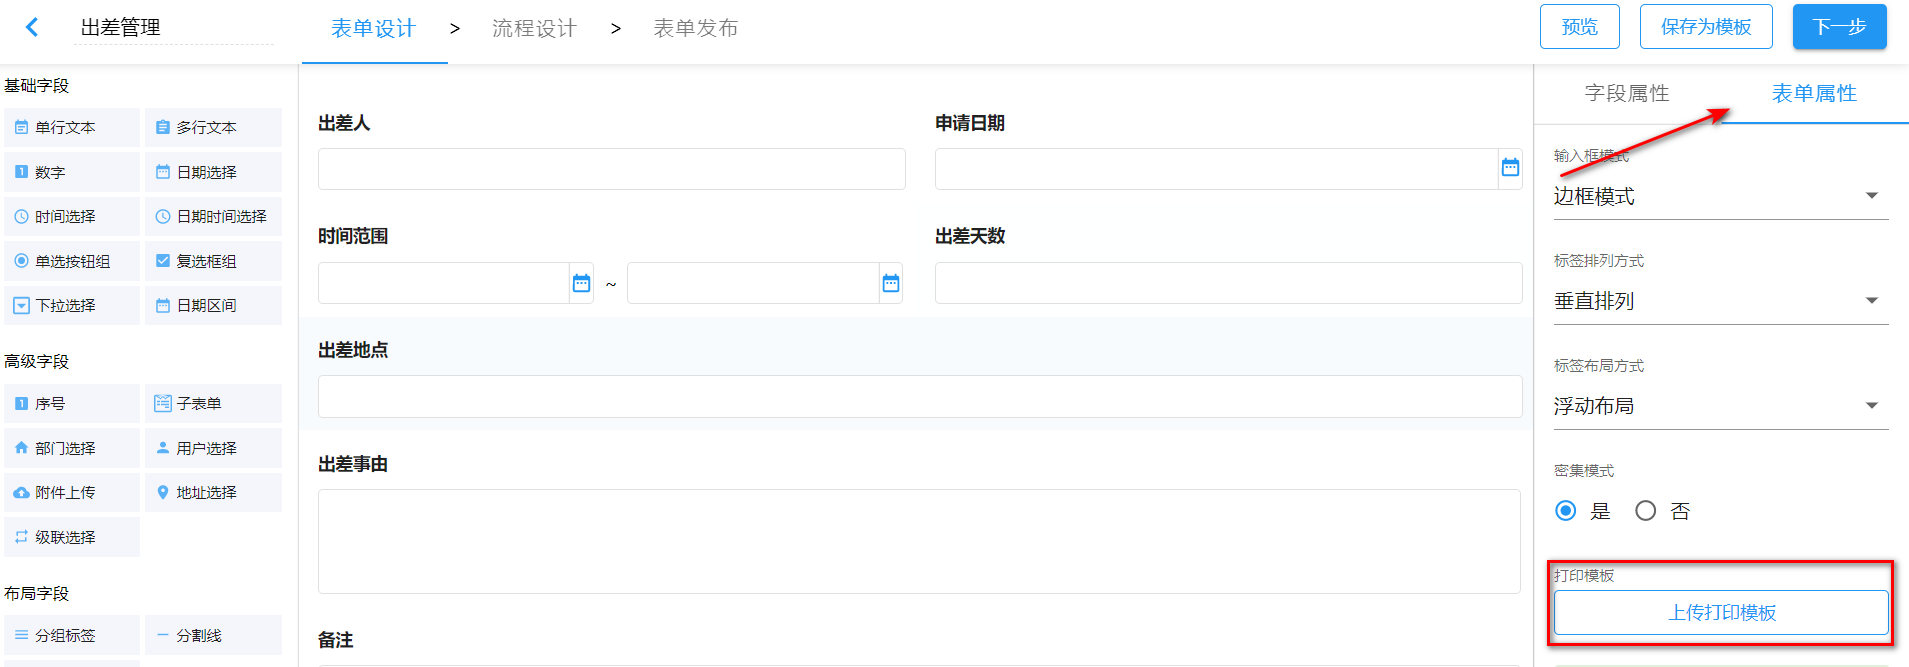 出差管理
表单设计 > 流程设计 > 表单发布
预览
保存为模板
下一步
基础字段
单行文本
多行文本
数字
日期选择
时间选择
日期时间选择
单选按钮组
复选框组
下拉选择
日期区间
高级字段
序号
子表单
部门选择
用户选择
附件上传
地址选择
级联选择
布局字段
分组标签
分割线
出差人
申请日期
时间范围
~
出差天数
出差地点
出差事由
备注
字段属性
表单属性
输入框模式
边框模式
标签排列方式
垂直排列
标签布局方式
浮动布局
密集模式
是
否
打印模板
上传打印模板